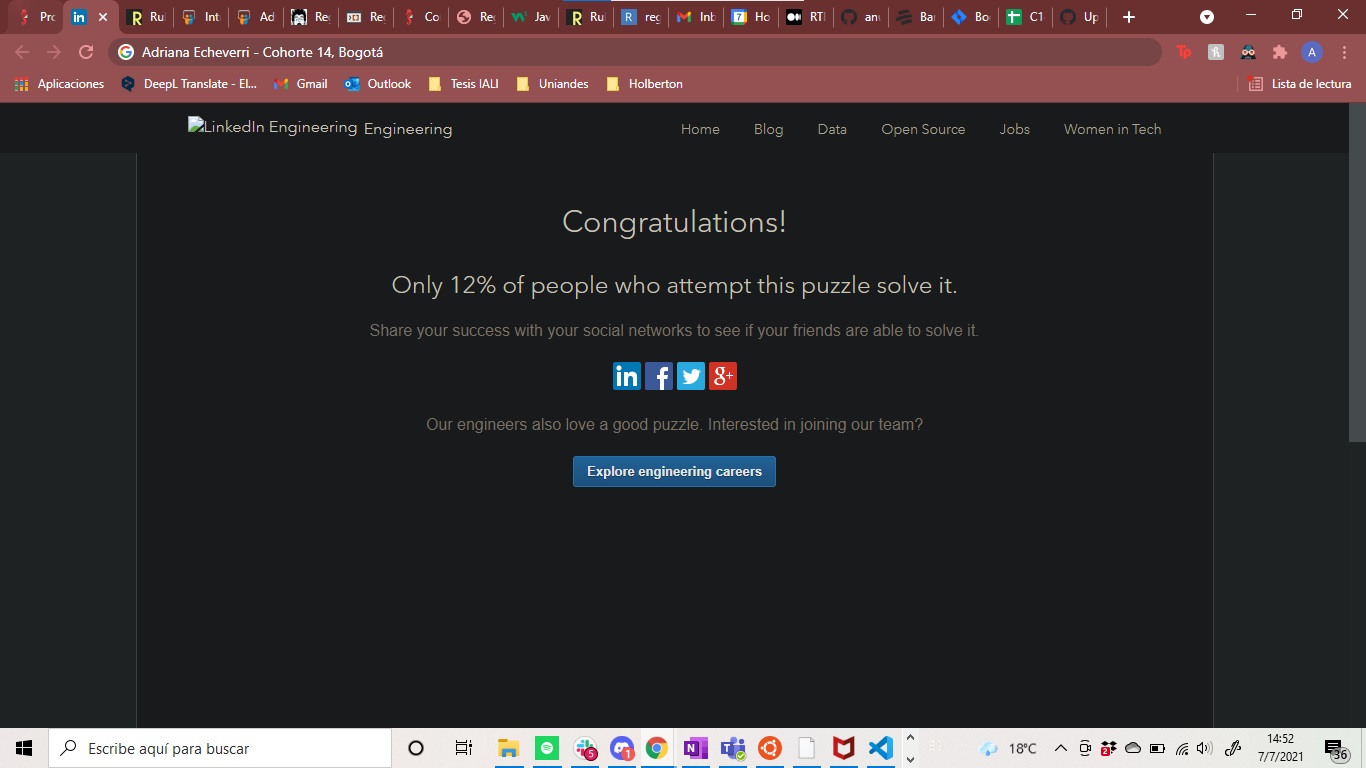 Pro
Ru
Int
Ad
Reg
Reg
Co
Reg
Jav
Ru
reg
Inb
Ho
RTI
an
Bar
Bo
C1
Up
Adriana Echeverri - Cohorte 14, Bogotá
Aplicaciones
DeepL Translate - El...
Gmail
Outlook
Tesis IALI
Uniandes
Holberton
Lista de lectura
LinkedIn Engineering Engineering
Home Blog Data Open Source Jobs Women in Tech
Congratulations!
Only 12% of people who attempt this puzzle solve it.
Share your success with your social networks to see if your friends are able to solve it.
Our engineers also love a good puzzle. Interested in joining our team?
Explore engineering careers
Escribe aquí para buscar
18°C
14:52
7/7/2021
36